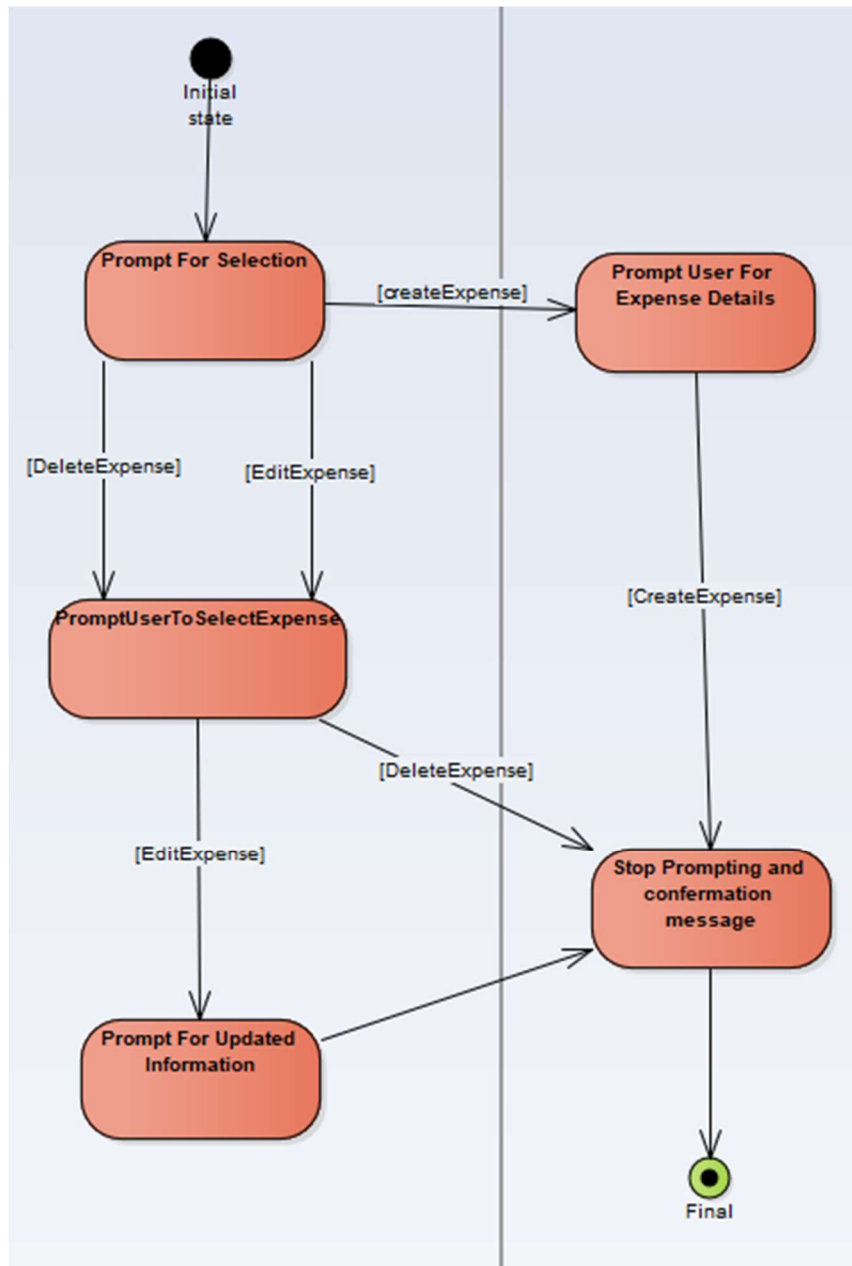 Initial
state
Prompt For Selection
[createExpense]
Prompt User For
Expense Details
[DeleteExpense]
[EditExpense]
[CreateExpense]
PromptUserToSelectExpense
[DeleteExpense]
[EditExpense]
Stop Prompting and
confermation
message
Prompt For Updated
Information
Final